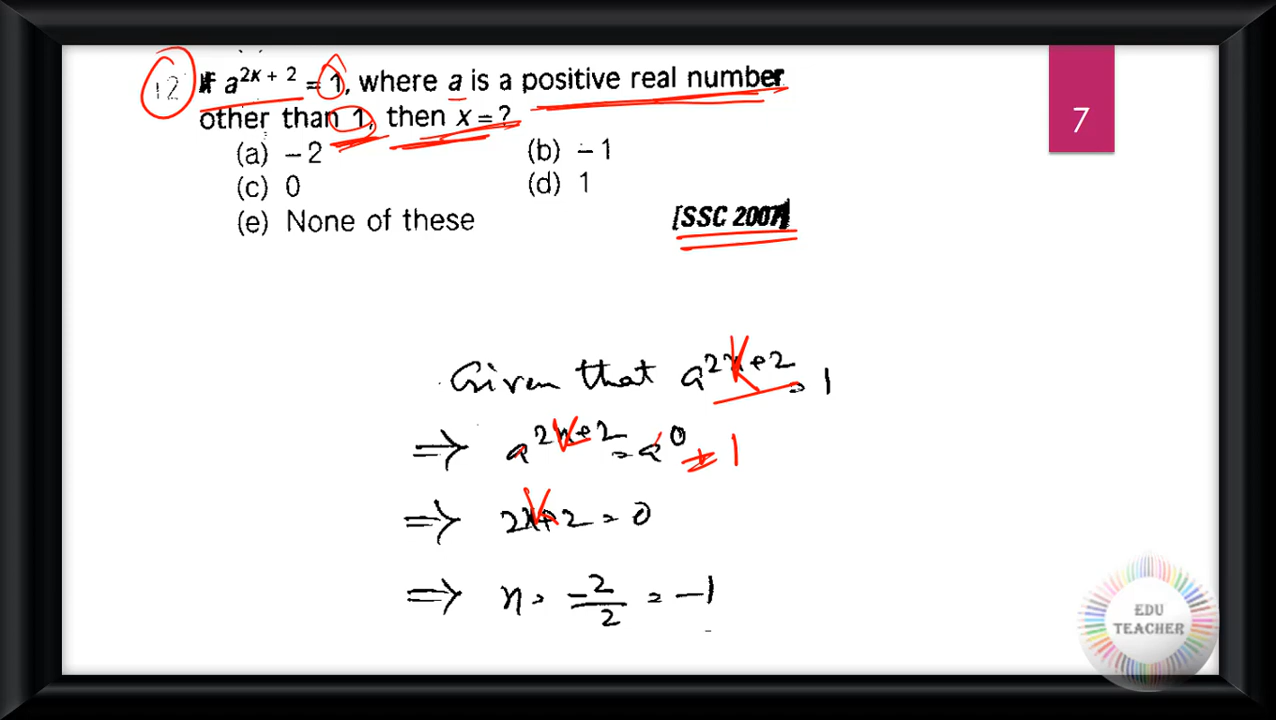 12 If a^{2x + 2} = 1, where a is a positive real number
other than 1, then x = ?
(a) – 2 (b) – 1
(c) 0 (d) 1
(e) None of these [SSC 2007]
7
Given that a^{2x+2} = 1
⇒ a^{2x+2} = a^0 = 1
⇒ 2x+2 = 0
⇒ x = -2/2 = -1
EDU
TEACHER